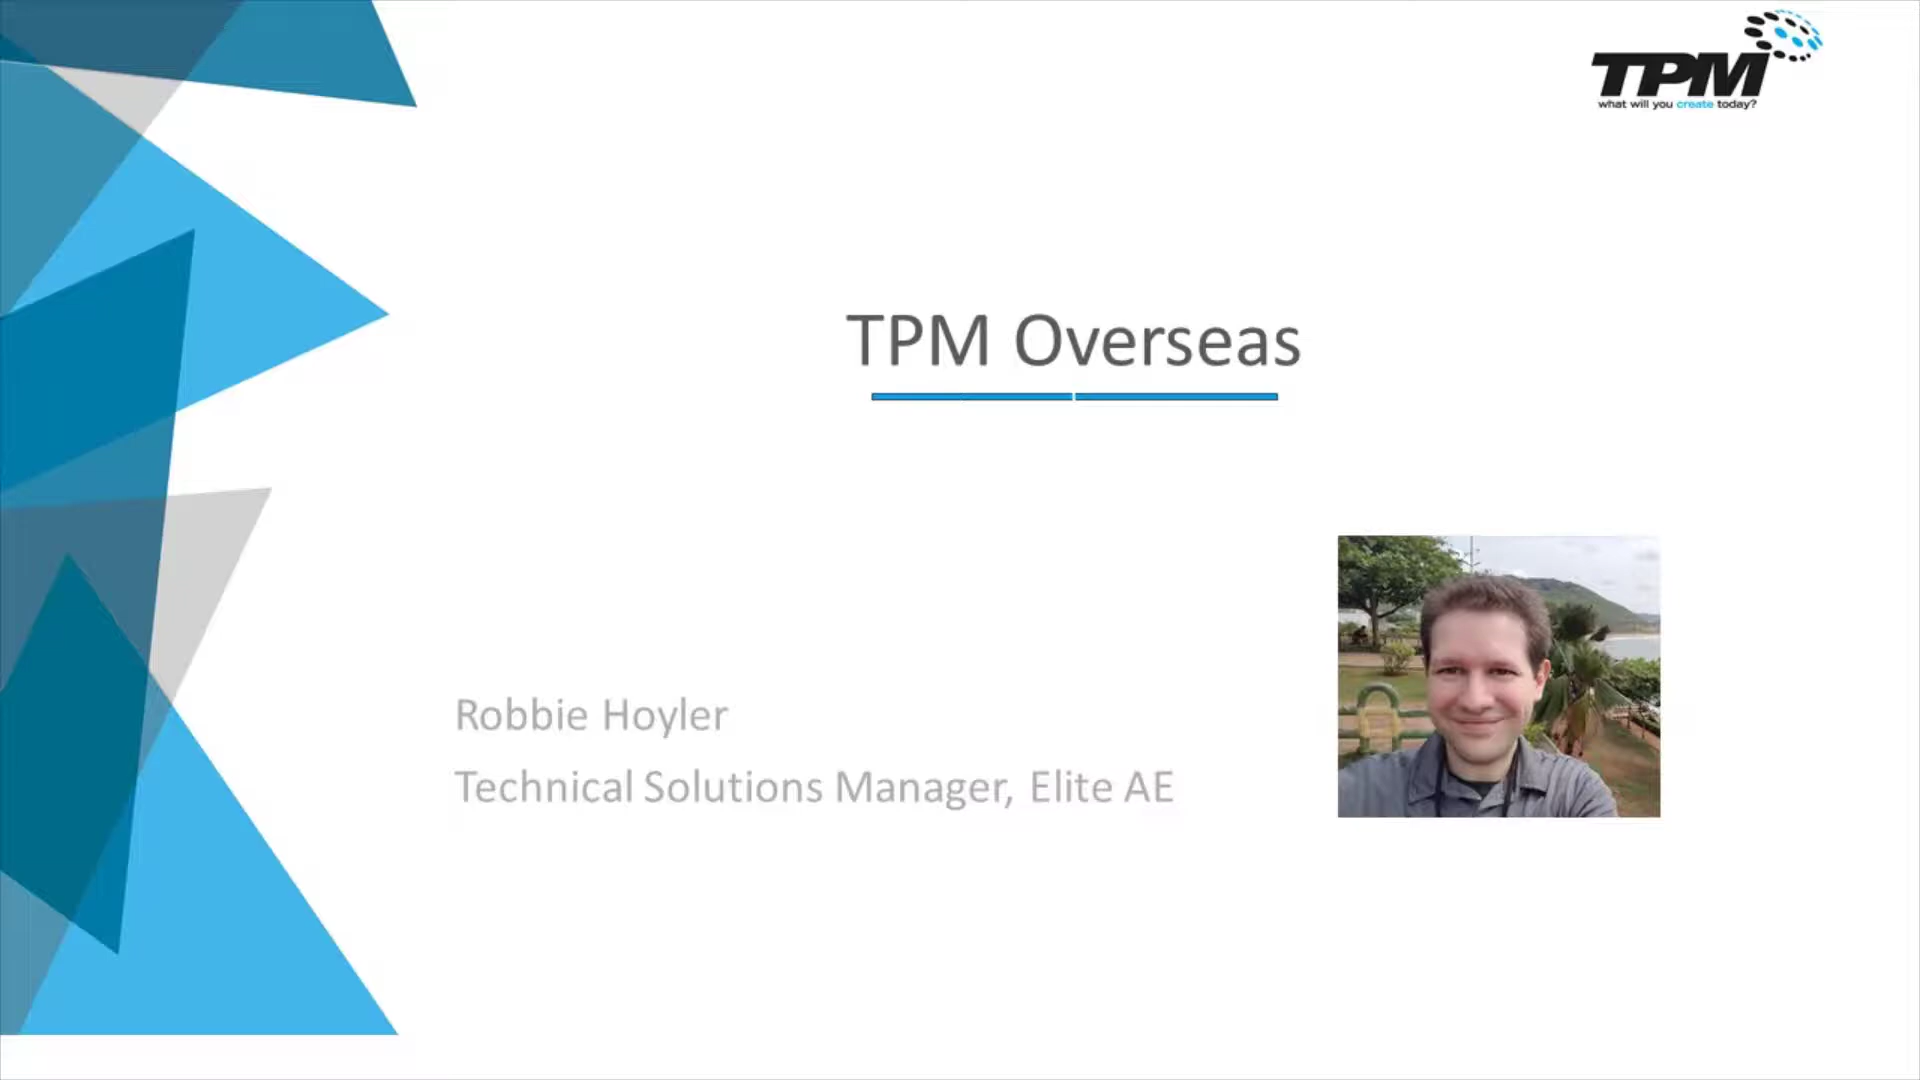 TPM
what will you create today?
TPM Overseas
Robbie Hoyler
Technical Solutions Manager, Elite AE